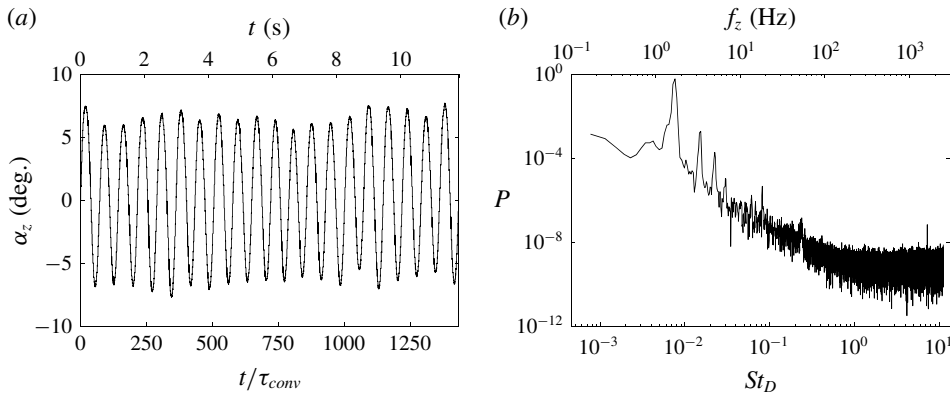 (a)
t (s)
0 2 4 6 8 10
10
5
0
−5
−10
α_z (deg.)
0 250 500 750 1000 1250
t/τ_conv
(b)
f_z (Hz)
10^−1 10^0 10^1 10^2 10^3
10^0
10^−4
10^−8
10^−12
P
10^−3 10^−2 10^−1 10^0 10^1
St_D